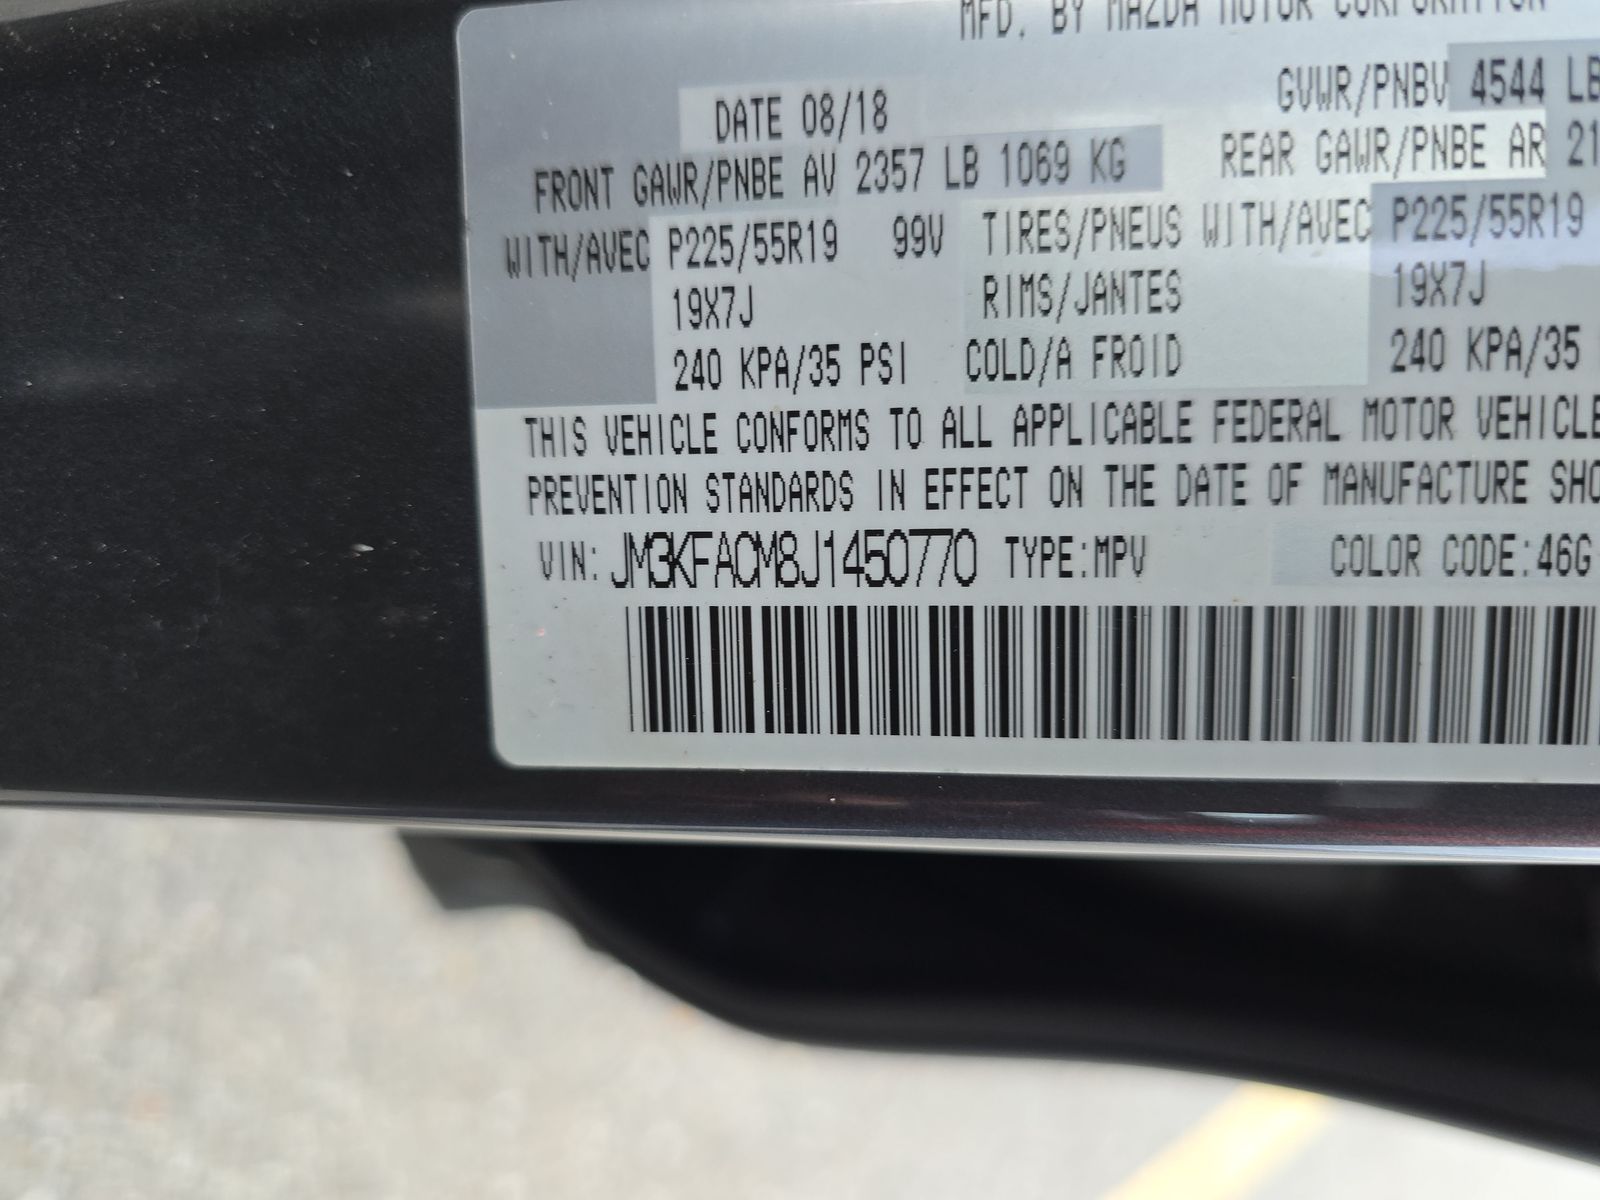 MFD. BY MAZDA MOTOR CORPORATION
DATE 08/18 GVWR/PNBV 4544 LB
FRONT GAWR/PNBE AV 2357 LB 1069 KG REAR GAWR/PNBE AR 21
WITH/AVEC P225/55R19 99V TIRES/PNEUS WITH/AVEC P225/55R19
19X7J RIMS/JANTES 19X7J
240 KPA/35 PSI COLD/A FROID 240 KPA/35
THIS VEHICLE CONFORMS TO ALL APPLICABLE FEDERAL MOTOR VEHICLE
PREVENTION STANDARDS IN EFFECT ON THE DATE OF MANUFACTURE SHO
VIN: JM3KFACM8J1450770 TYPE:MPV COLOR CODE:46G